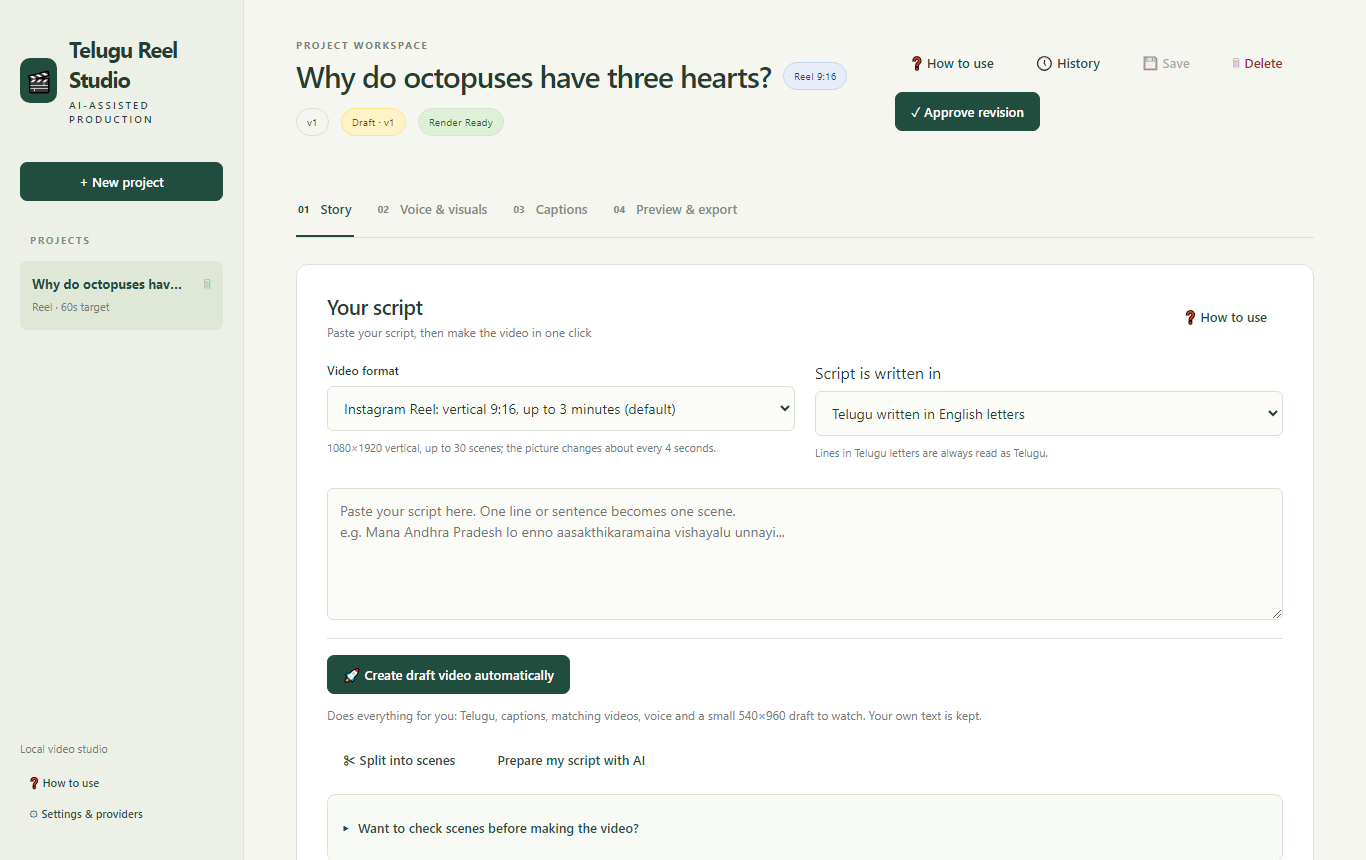 Telugu Reel
Studio
AI-ASSISTED
PRODUCTION
+ New project
PROJECTS
Why do octopuses hav...
Reel · 60s target
Local video studio
How to use
Settings & providers
PROJECT WORKSPACE
Why do octopuses have three hearts?
Reel 9:16
v1
Draft · v1
Render Ready
How to use
History
Save
Delete
✓ Approve revision
01 Story
02 Voice & visuals
03 Captions
04 Preview & export
Your script
Paste your script, then make the video in one click
How to use
Video format
Instagram Reel: vertical 9:16, up to 3 minutes (default)
1080×1920 vertical, up to 30 scenes; the picture changes about every 4 seconds.
Script is written in
Telugu written in English letters
Lines in Telugu letters are always read as Telugu.
Paste your script here. One line or sentence becomes one scene.
e.g. Mana Andhra Pradesh lo enno aasakthikaramaina vishayalu unnayi...
Create draft video automatically
Does everything for you: Telugu, captions, matching videos, voice and a small 540×960 draft to watch. Your own text is kept.
Split into scenes
Prepare my script with AI
Want to check scenes before making the video?